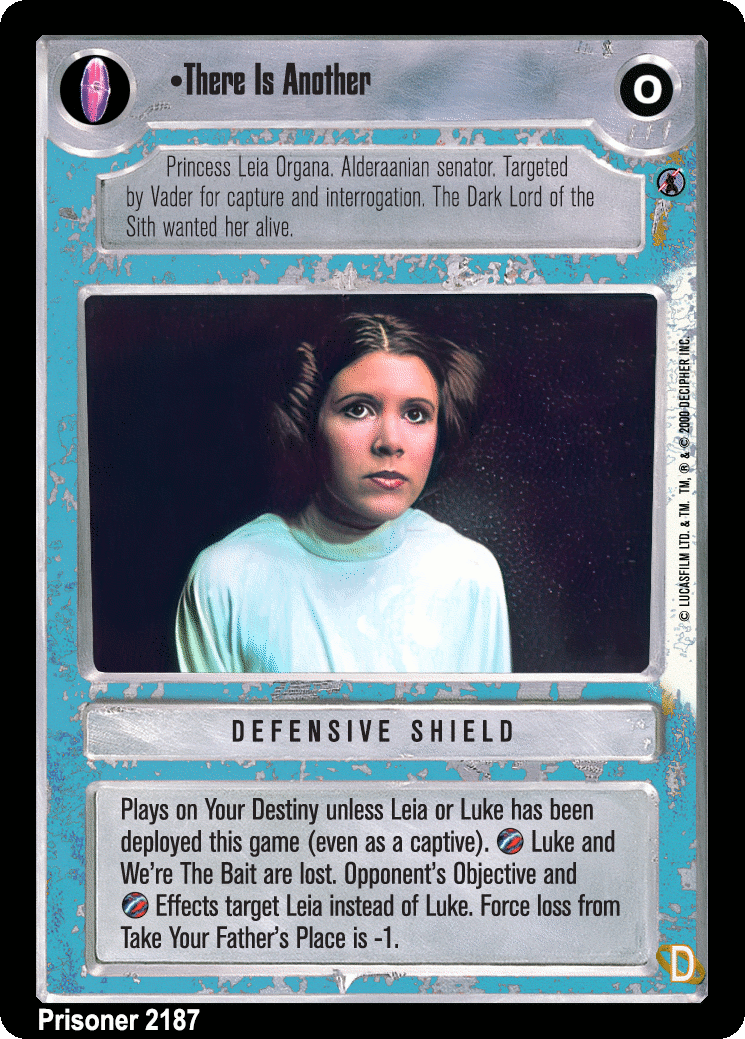 •There Is Another
O
Princess Leia Organa. Alderaanian senator. Targeted
by Vader for capture and interrogation. The Dark Lord of the
Sith wanted her alive.
© LUCASFILM LTD. & TM. TM, ® & © 2000 DECIPHER INC.
DEFENSIVE SHIELD
Plays on Your Destiny unless Leia or Luke has been
deployed this game (even as a captive). Luke and
We're The Bait are lost. Opponent's Objective and
Effects target Leia instead of Luke. Force loss from
Take Your Father's Place is -1.
D
Prisoner 2187